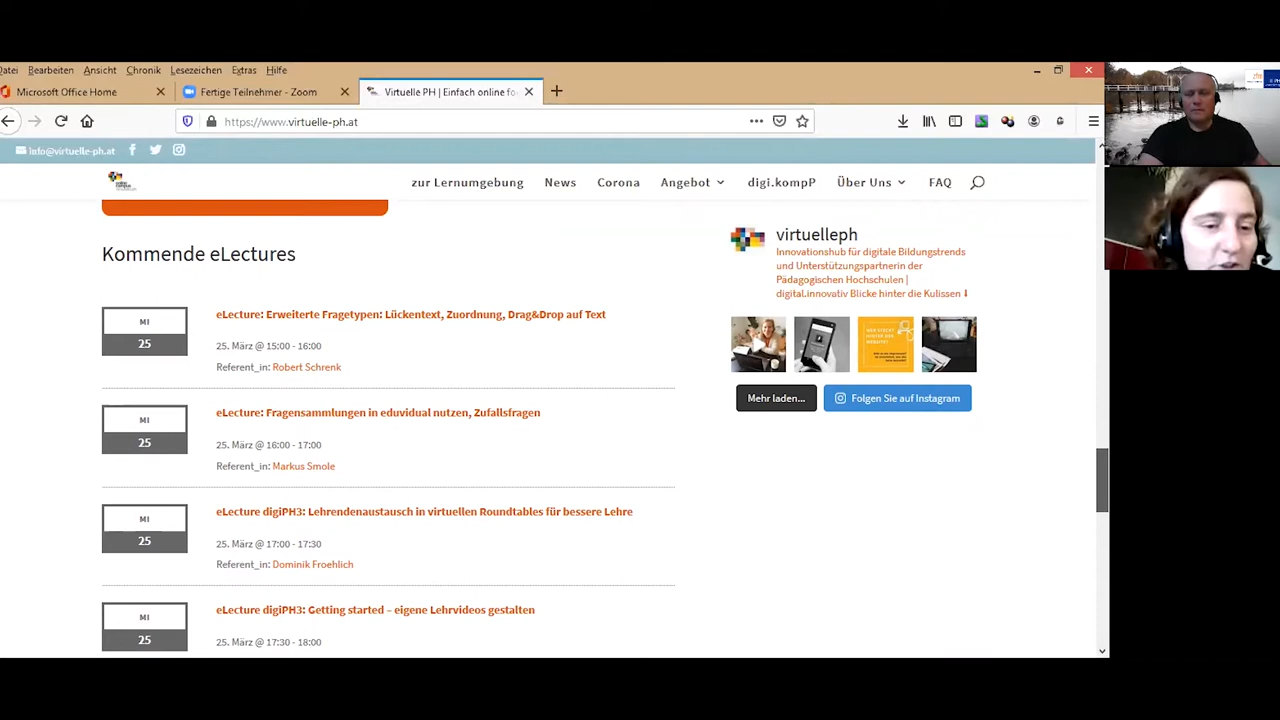 Datei Bearbeiten Ansicht Chronik Lesezeichen Extras Hilfe
Microsoft Office Home
Fertige Teilnehmer - Zoom
Virtuelle PH | Einfach online fo
https://www.virtuelle-ph.at
info@virtuelle-ph.at
zur Lernumgebung News Corona Angebot digi.kompP Über Uns FAQ
Kommende eLectures
MI
25
eLecture: Erweiterte Fragetypen: Lückentext, Zuordnung, Drag&Drop auf Text
25. März @ 15:00 - 16:00
Referent_in: Robert Schrenk
MI
25
eLecture: Fragensammlungen in eduvidual nutzen, Zufallsfragen
25. März @ 16:00 - 17:00
Referent_in: Markus Smole
MI
25
eLecture digiPH3: Lehrendenaustausch in virtuellen Roundtables für bessere Lehre
25. März @ 17:00 - 17:30
Referent_in: Dominik Froehlich
MI
25
eLecture digiPH3: Getting started – eigene Lehrvideos gestalten
25. März @ 17:30 - 18:00
virtuelleph
Innovationshub für digitale Bildungstrends
und Unterstützungspartnerin der
Pädagogischen Hochschulen |
digital.innovativ Blicke hinter die Kulissen
Mehr laden...
Folgen Sie auf Instagram